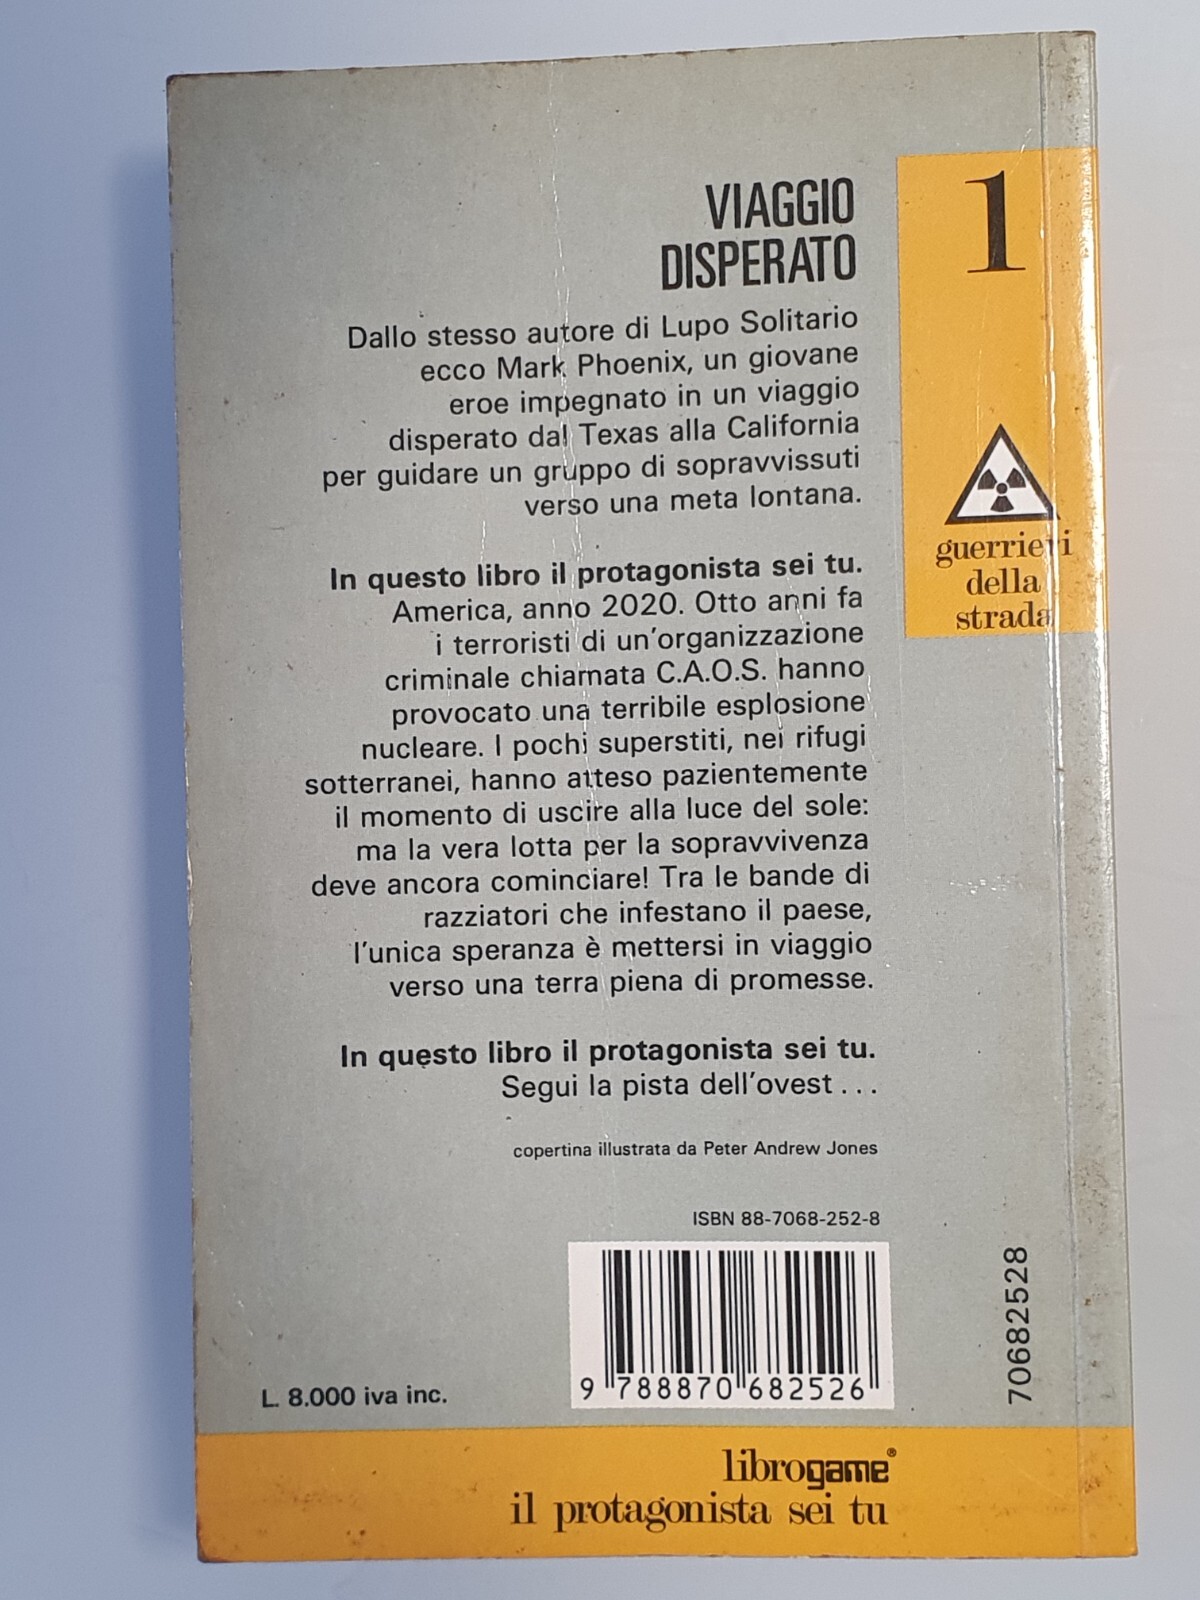 VIAGGIO
DISPERATO
Dallo stesso autore di Lupo Solitario
ecco Mark Phoenix, un giovane
eroe impegnato in un viaggio
disperato dal Texas alla California
per guidare un gruppo di sopravvissuti
verso una meta lontana.
In questo libro il protagonista sei tu.
America, anno 2020. Otto anni fa
i terroristi di un'organizzazione
criminale chiamata C.A.O.S. hanno
provocato una terribile esplosione
nucleare. I pochi superstiti, nei rifugi
sotterranei, hanno atteso pazientemente
il momento di uscire alla luce del sole:
ma la vera lotta per la sopravvivenza
deve ancora cominciare! Tra le bande di
razziatori che infestano il paese,
l'unica speranza è mettersi in viaggio
verso una terra piena di promesse.
In questo libro il protagonista sei tu.
Segui la pista dell'ovest . . .
copertina illustrata da Peter Andrew Jones
ISBN 88-7068-252-8
9 788870 682526
L. 8.000 iva inc.
1
guerrieri
della
strada
70682528
librogame®
il protagonista sei tu